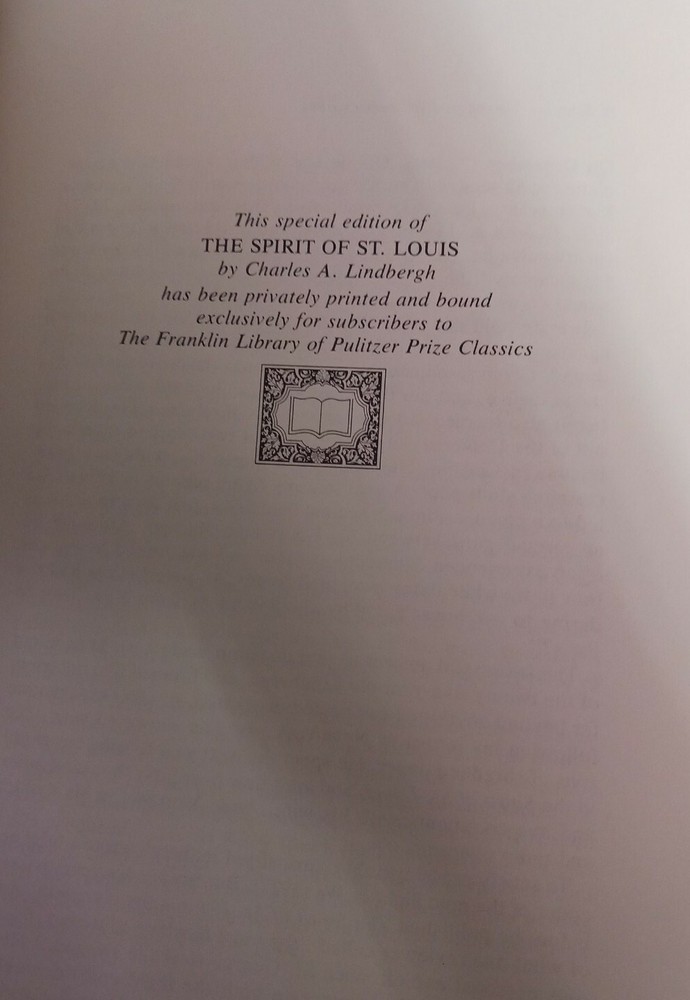 This special edition of
THE SPIRIT OF ST. LOUIS
by Charles A. Lindbergh
has been privately printed and bound
exclusively for subscribers to
The Franklin Library of Pulitzer Prize Classics